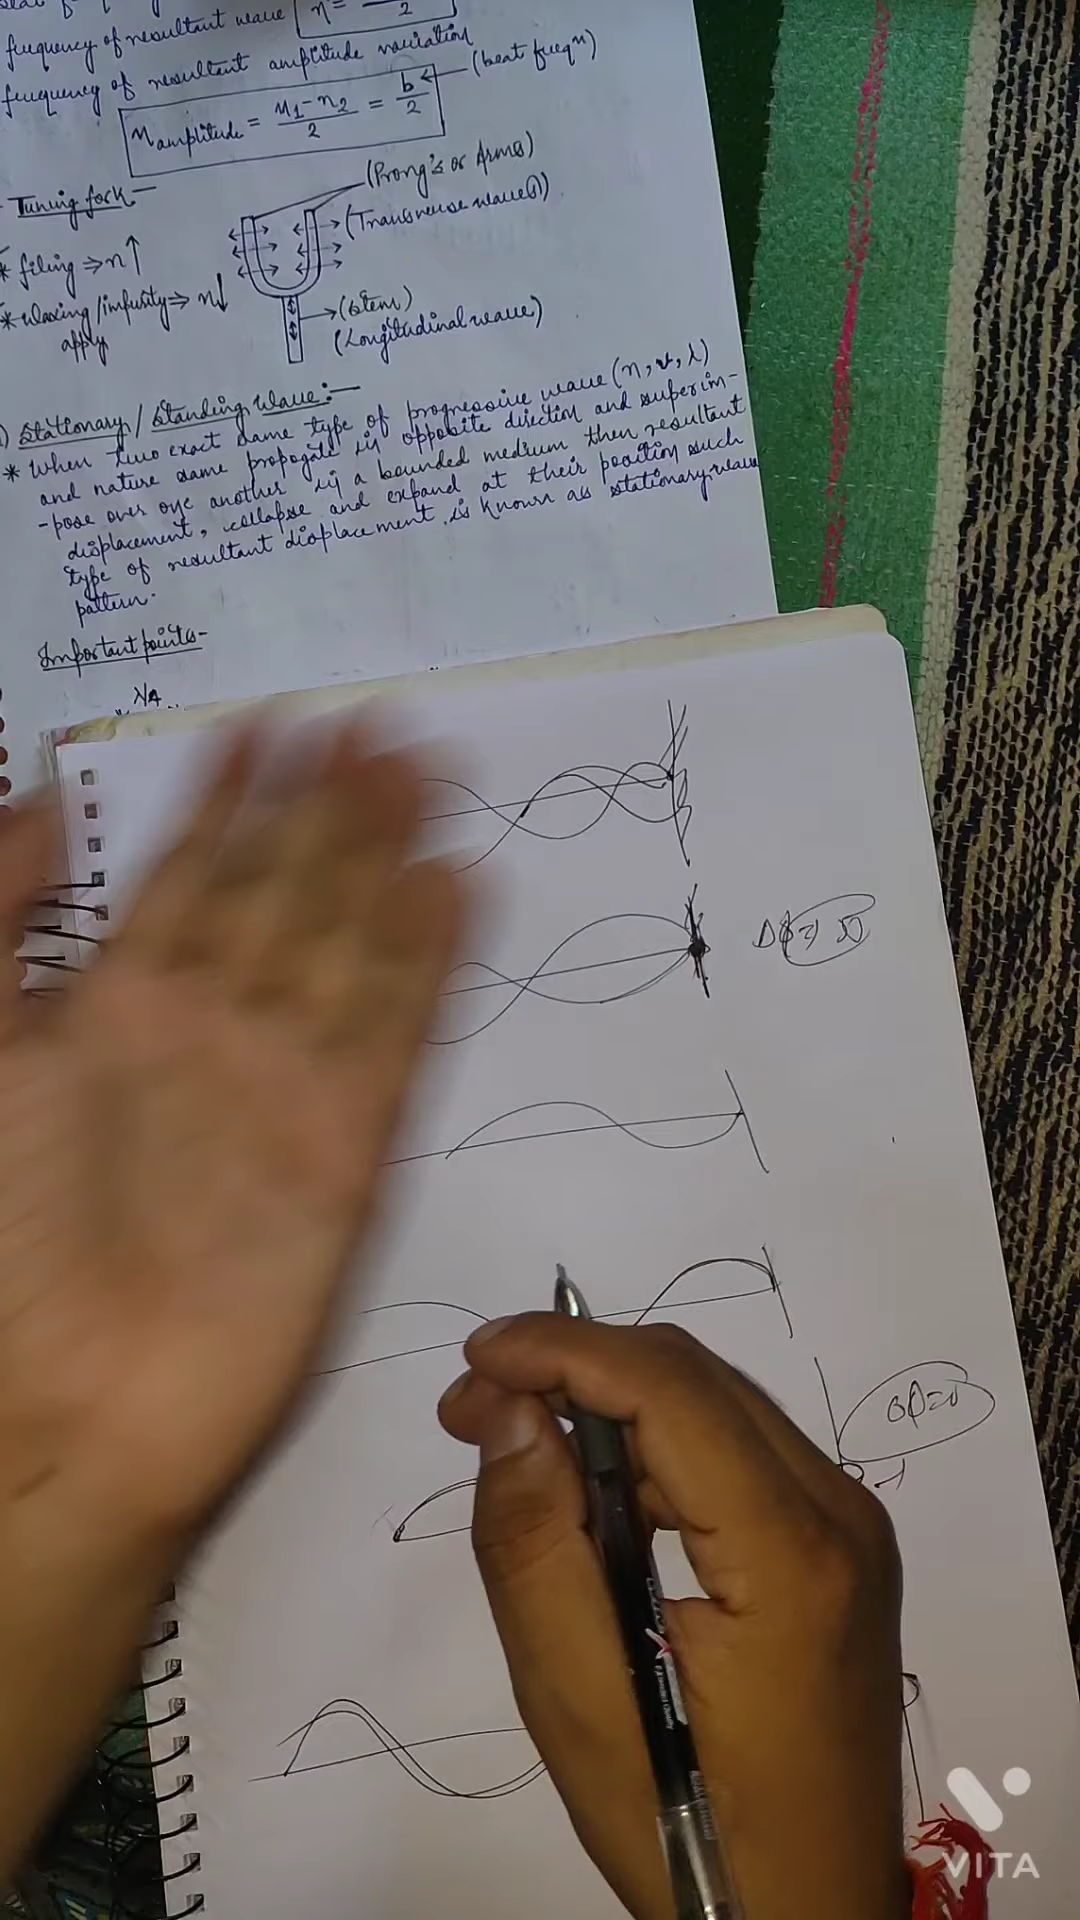 frequency of resultant wave n = 2
frequency of resultant amplitude variation
n amplitude = n1 - n2 / 2 = b / 2 (beat freqn)
Tuning fork -
(Prong's or Arms)
(Transverse waves)
* filing ⇒ n↑
* waxing/impurity ⇒ n↓
apply
(stem)
(Longitudinal wave)
Stationary / Standing Wave :-
* When two exact same type of progressive wave (n, v, λ)
and nature same propogate in opposite direction and superim-
-pose over one another in a bounded medium then resultant
displacement, collapse and expand at their position such
type of resultant displacement is known as stationary wave
pattern.
Important points-
λ/4
VITA